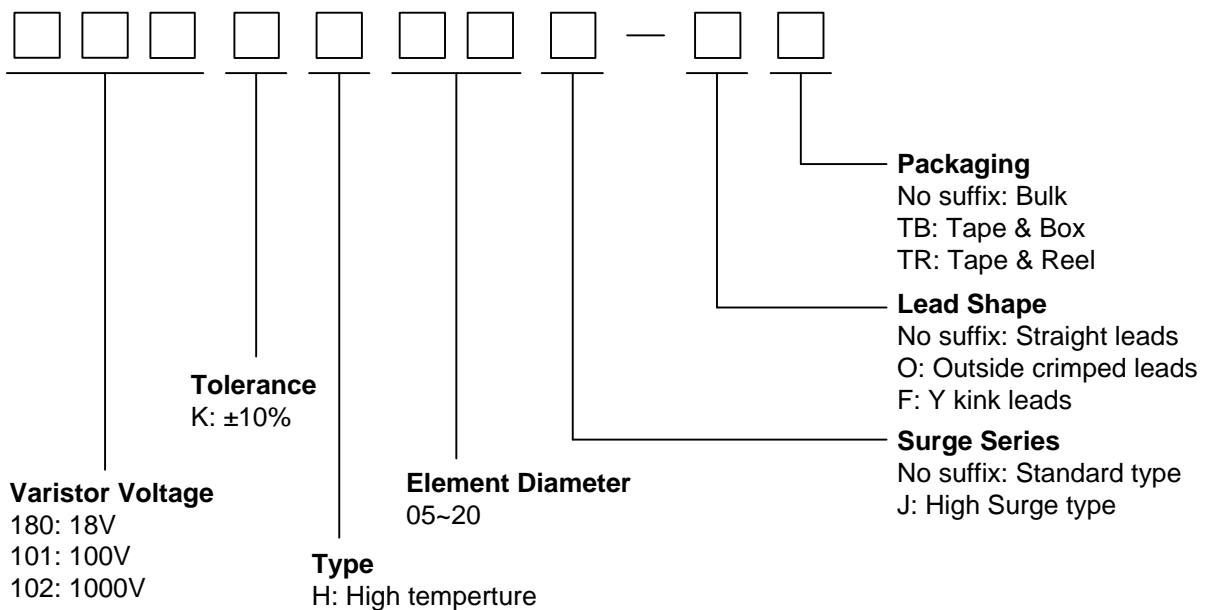 Packaging
No suffix: Bulk
TB: Tape & Box
TR: Tape & Reel
Lead Shape
No suffix: Straight leads
O: Outside crimped leads
F: Y kink leads
Surge Series
No suffix: Standard type
J: High Surge type
Tolerance
K: ±10%
Element Diameter
05~20
Varistor Voltage
180: 18V
101: 100V
102: 1000V
Type
H: High temperture